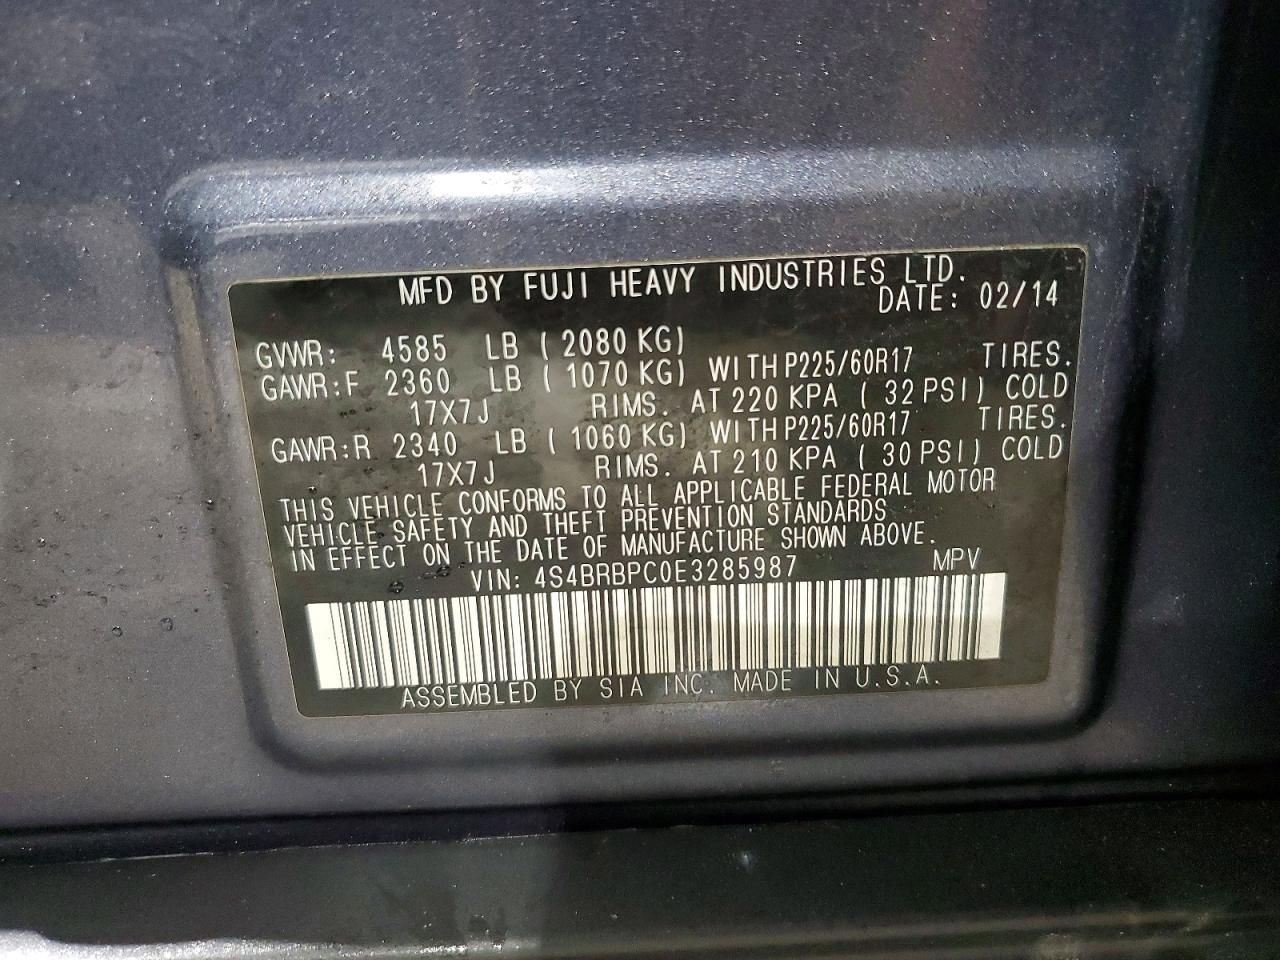 MFD BY FUJI HEAVY INDUSTRIES LTD.
DATE: 02/14
GVWR: 4585 LB ( 2080 KG)
GAWR:F 2360 LB ( 1070 KG) WITH P225/60R17 TIRES.
17X7J RIMS. AT 220 KPA ( 32 PSI) COLD
GAWR:R 2340 LB ( 1060 KG) WITH P225/60R17 TIRES.
17X7J RIMS. AT 210 KPA ( 30 PSI) COLD
THIS VEHICLE CONFORMS TO ALL APPLICABLE FEDERAL MOTOR
VEHICLE SAFETY AND THEFT PREVENTION STANDARDS
IN EFFECT ON THE DATE OF MANUFACTURE SHOWN ABOVE.
VIN: 4S4BRBPC0E3285987 MPV
ASSEMBLED BY SIA INC. MADE IN U.S.A.